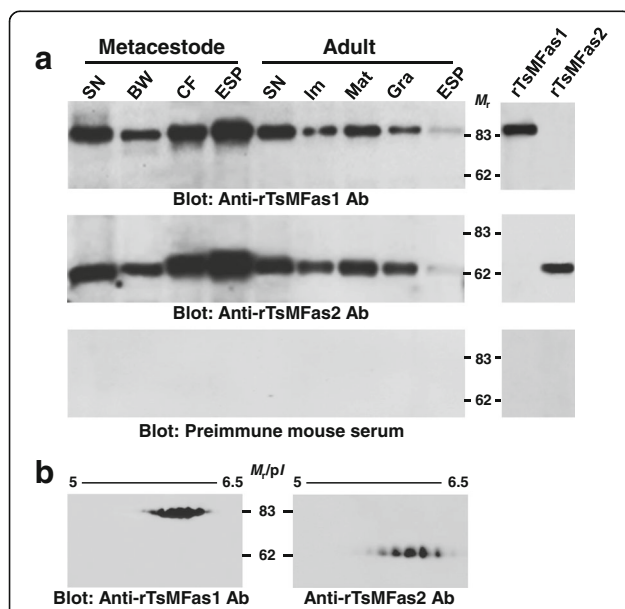 a
Metacestode Adult
SN BW CF ESP SN Im Mat Gra ESP Mr rTsMFas1 rTsMFas2
83
62
Blot: Anti-rTsMFas1 Ab
83
62
Blot: Anti-rTsMFas2 Ab
83
62
Blot: Preimmune mouse serum
b
5 6.5 Mr/pI 5 6.5
83
62
Blot: Anti-rTsMFas1 Ab Anti-rTsMFas2 Ab